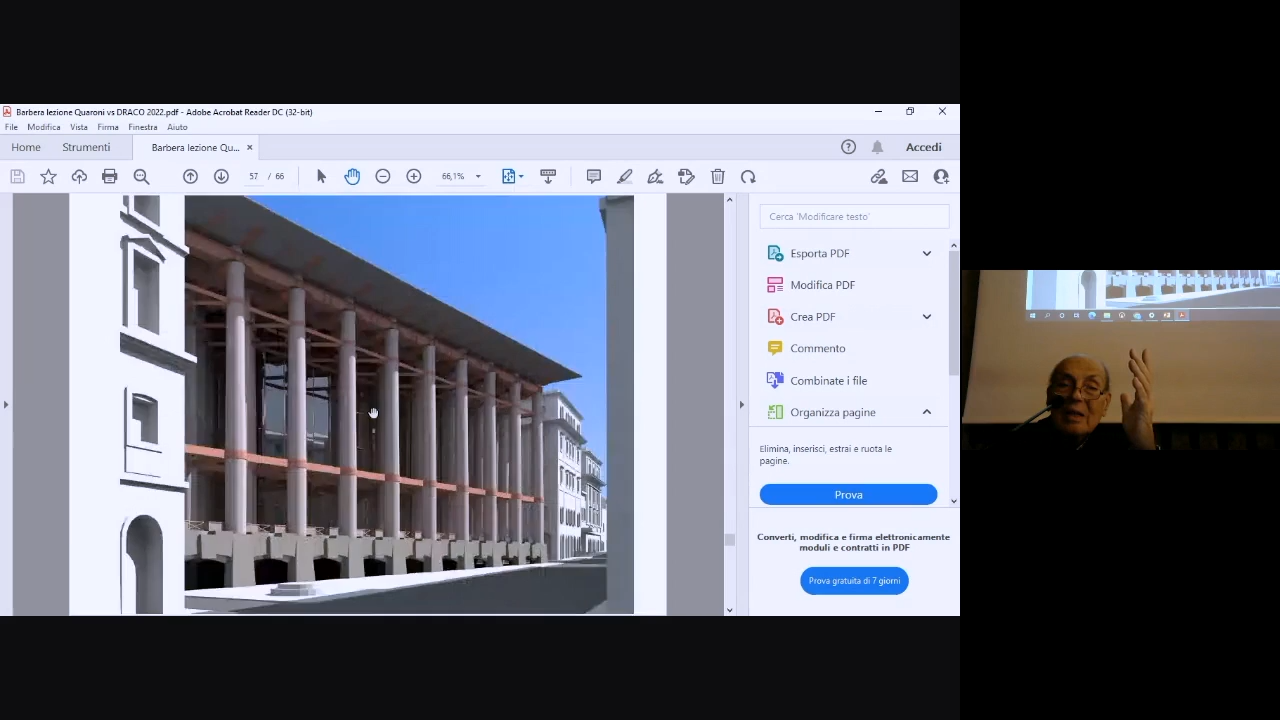 Barbera lezione Quaroni vs DRACO 2022.pdf - Adobe Acrobat Reader DC (32-bit)
File Modifica Vista Firma Finestra Aiuto
Home Strumenti Barbera lezione Qu... × Accedi
57 / 66 66,1%
Cerca 'Modificare testo'
Esporta PDF
Modifica PDF
Crea PDF
Commento
Combinate i file
Organizza pagine
Elimina, inserisci, estrai e ruota le
pagine.
Prova
Converti, modifica e firma elettronicamente
moduli e contratti in PDF
Prova gratuita di 7 giorni